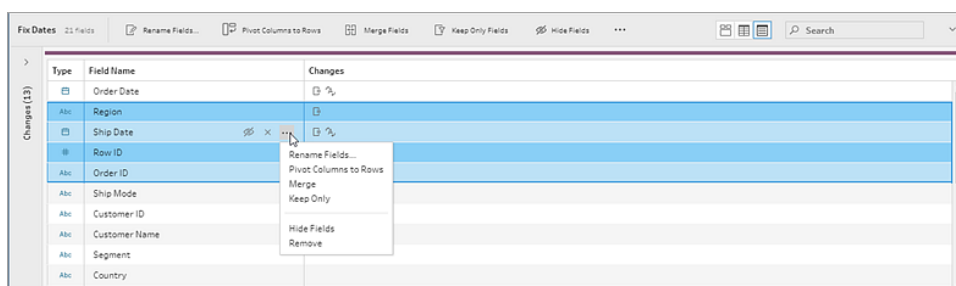 Fix Dates 21 fields Rename Fields... Pivot Columns to Rows Merge Fields Keep Only Fields Hide Fields ... Search
Changes (13)
Type Field Name Changes
Order Date
Abc Region
Ship Date
Row ID
Abc Order ID
Abc Ship Mode
Abc Customer ID
Abc Customer Name
Abc Segment
Abc Country
Rename Fields...
Pivot Columns to Rows
Merge
Keep Only
Hide Fields
Remove